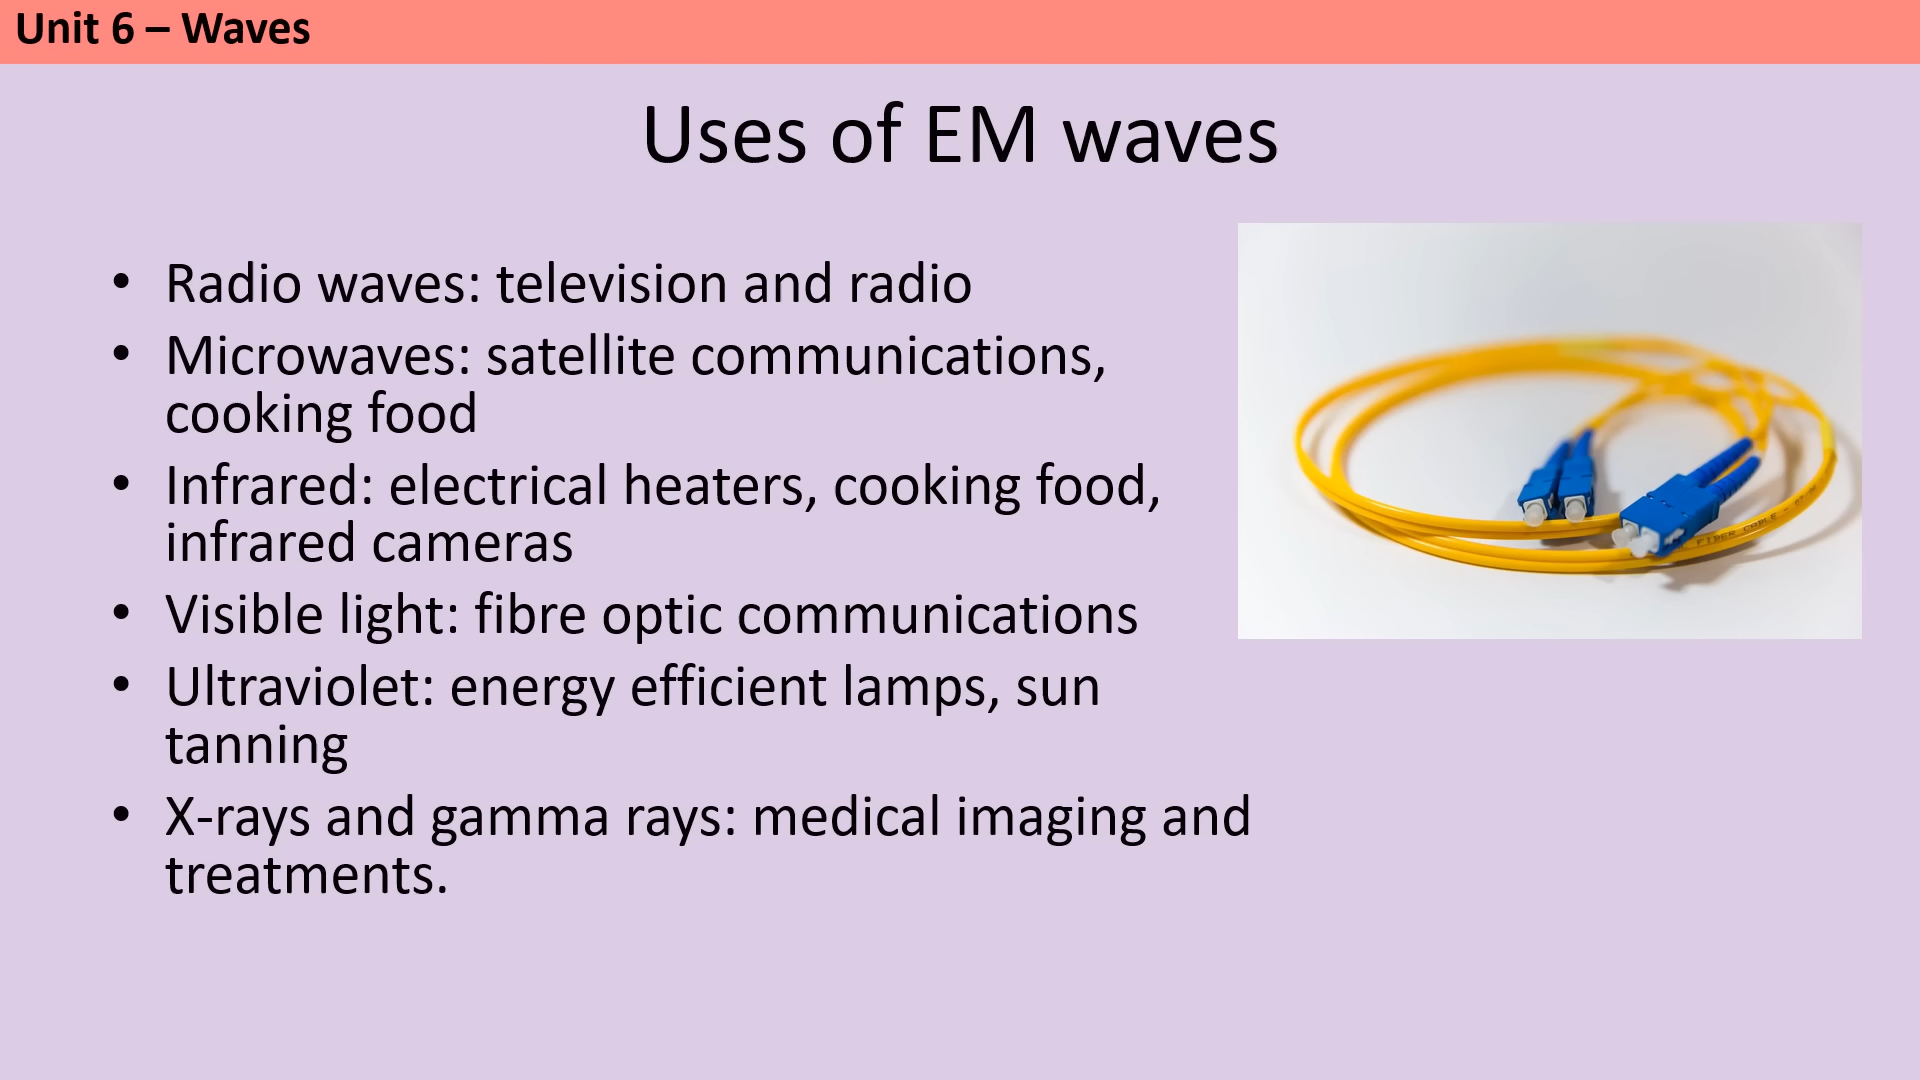 Unit 6 – Waves
Uses of EM waves
• Radio waves: television and radio
• Microwaves: satellite communications,
cooking food
• Infrared: electrical heaters, cooking food,
infrared cameras
• Visible light: fibre optic communications
• Ultraviolet: energy efficient lamps, sun
tanning
• X-rays and gamma rays: medical imaging and
treatments.
FIBER CABLE -